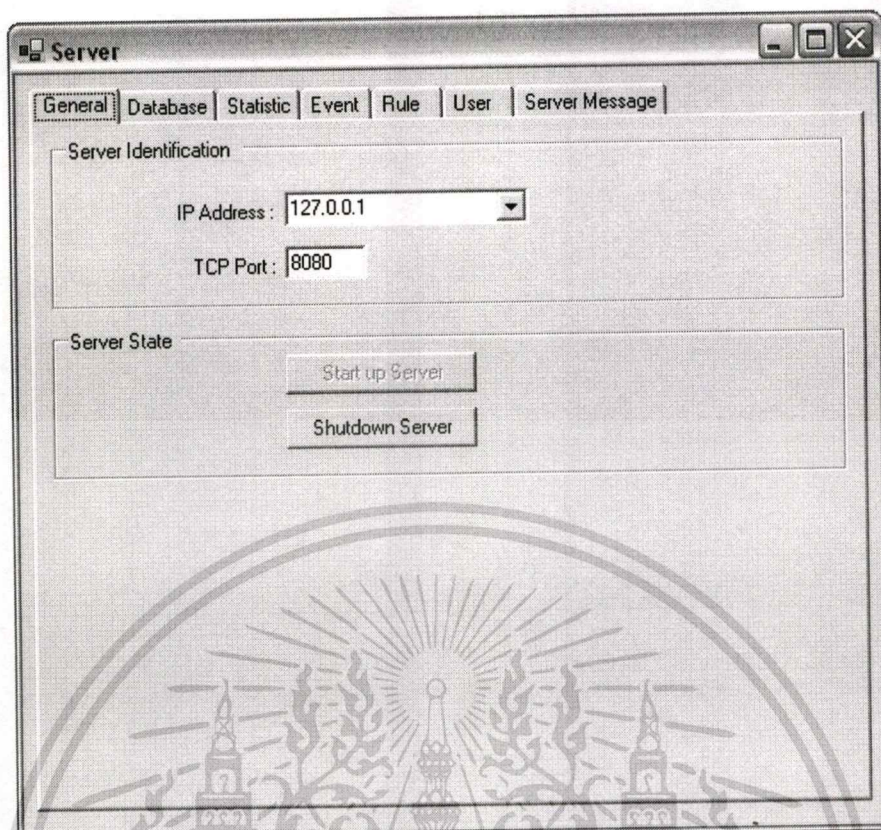 Server
General Database Statistic Event Rule User Server Message
Server Identification
IP Address : 127.0.0.1
TCP Port : 8080
Server State
Start up Server
Shutdown Server